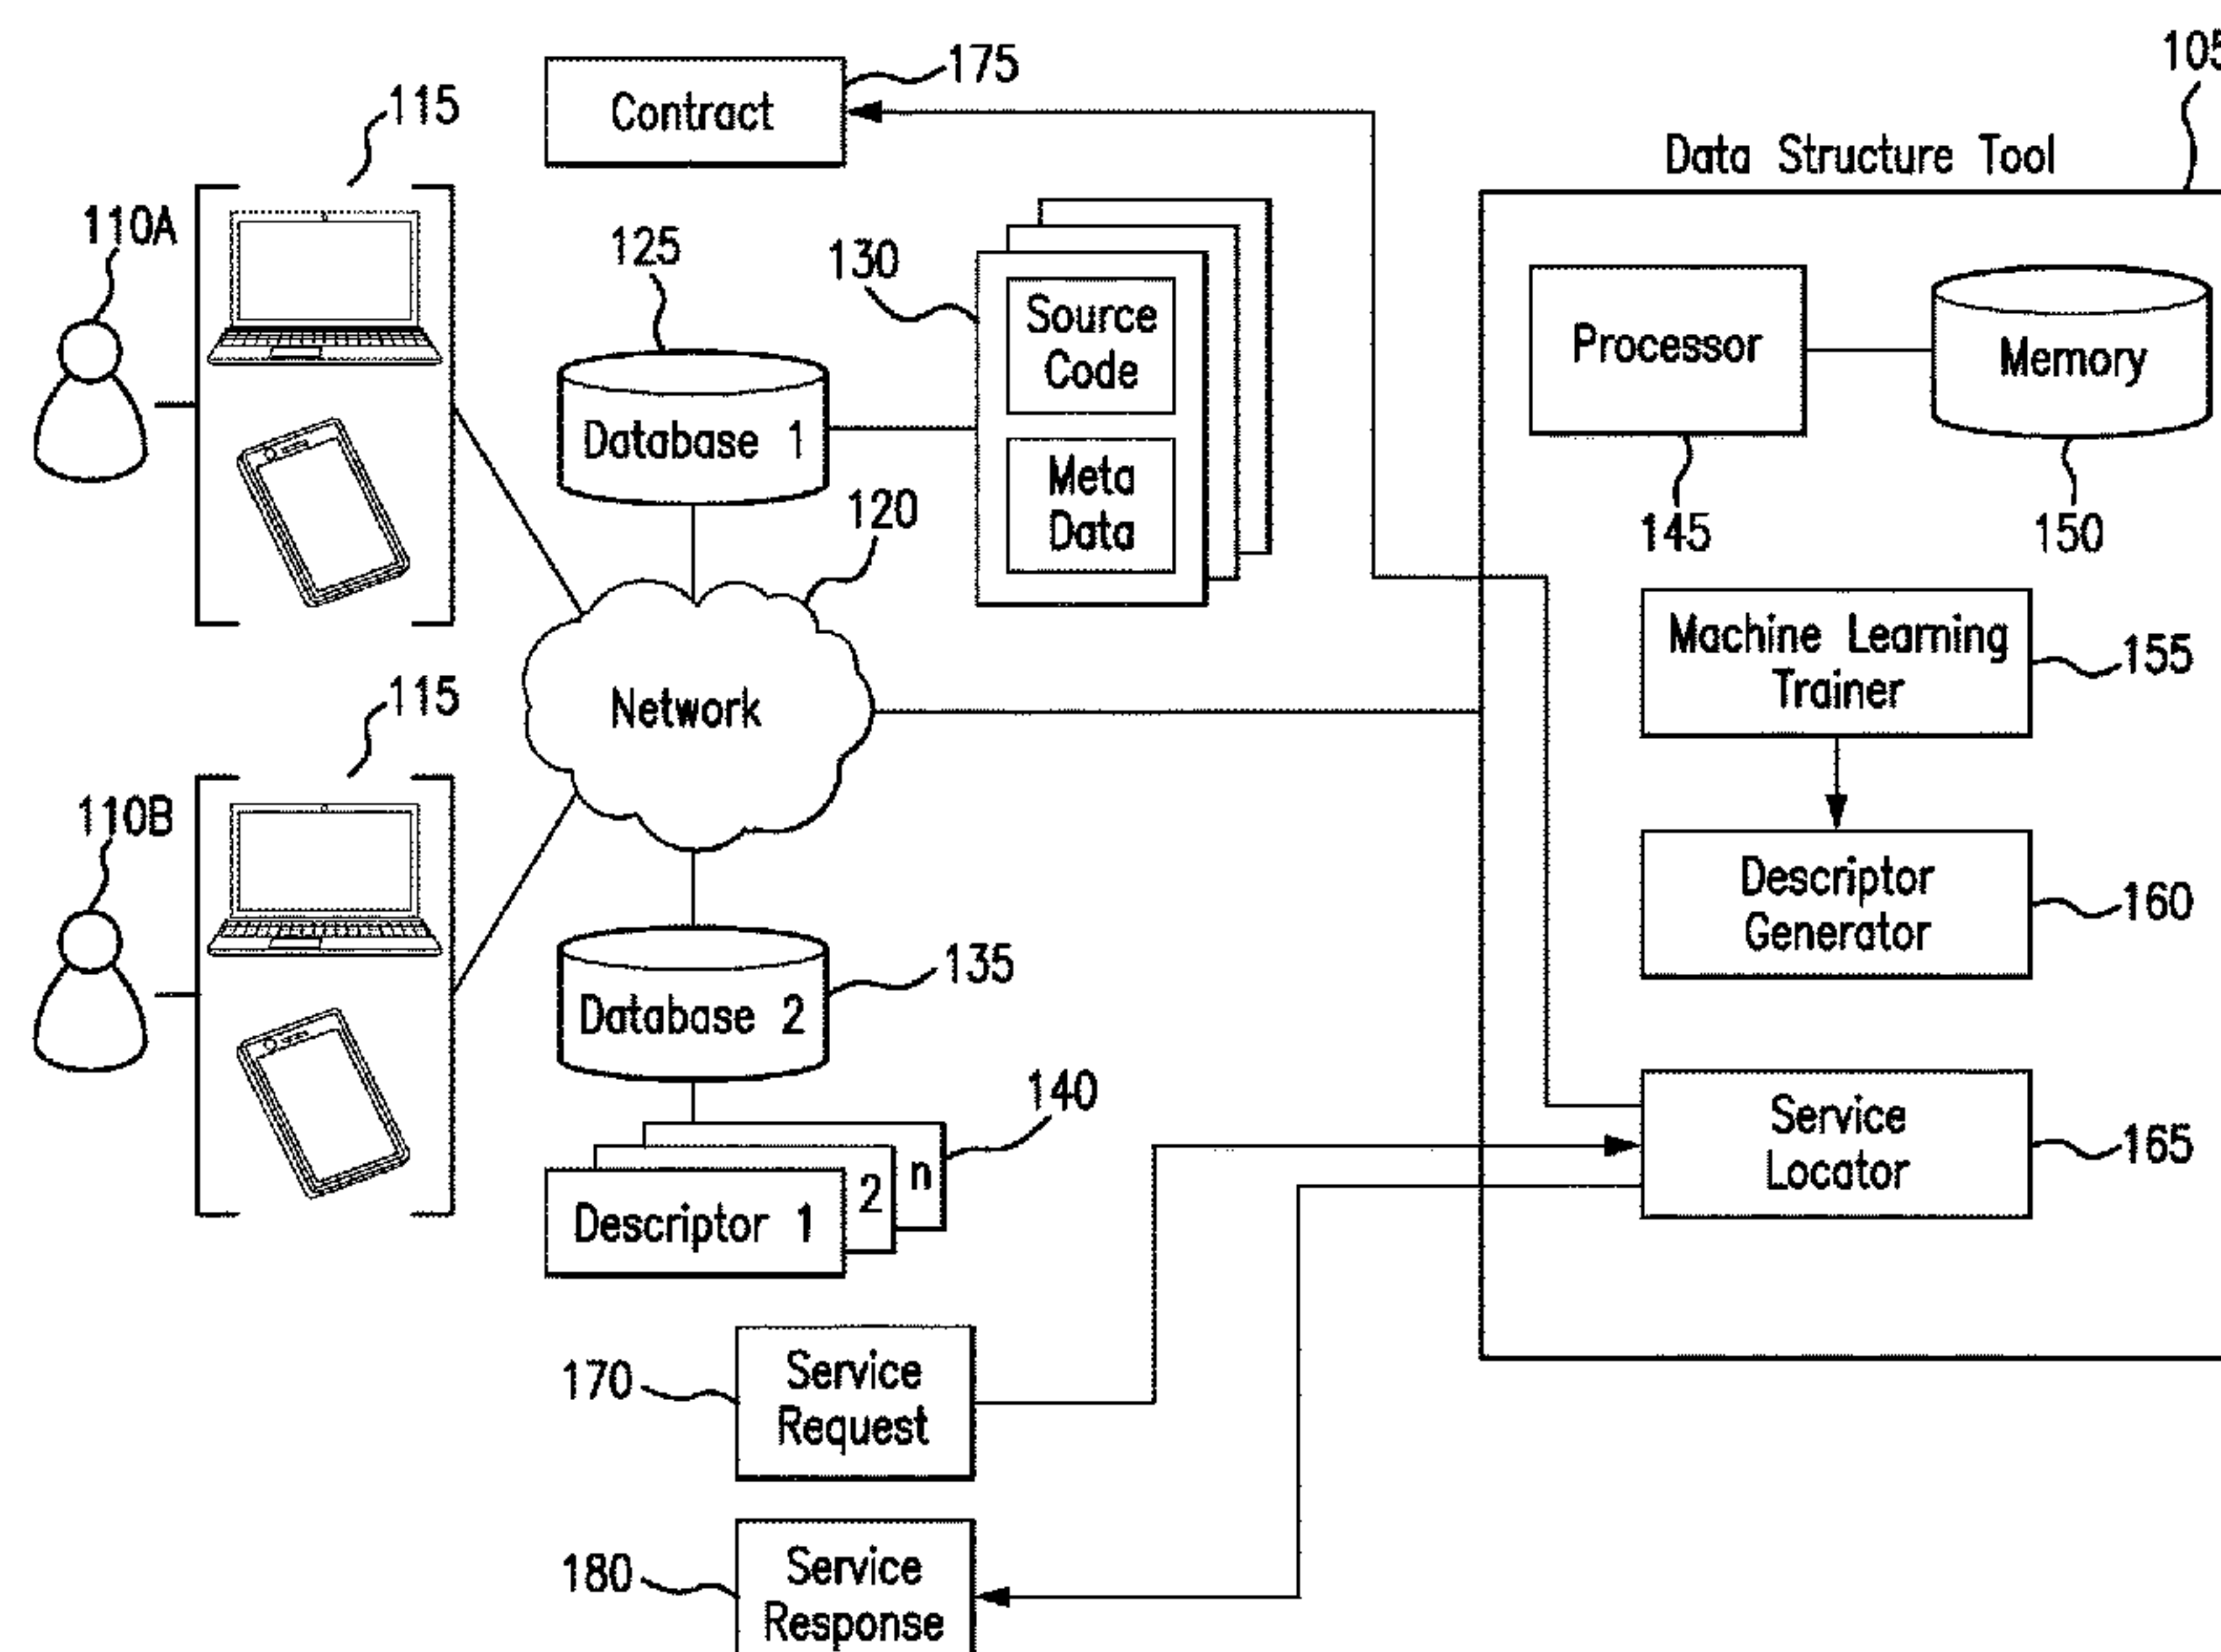 175
Contract
105
Data Structure Tool
115
110A
125
130
Source
Code
Meta
Data
Database 1
120
Processor
Memory
145
150
Machine Learning
Trainer
155
Network
115
110B
Descriptor
Generator
160
Database 2
135
140
n
2
Descriptor 1
Service
Locator
165
170
Service
Request
180
Service
Response